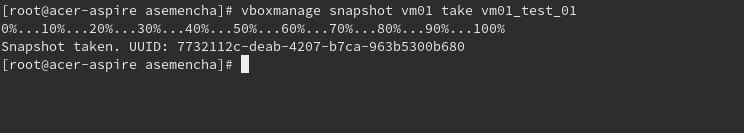 [root@acer-aspire asemencha]# vboxmanage snapshot vm01 take vm01_test_01
0%...10%...20%...30%...40%...50%...60%...70%...80%...90%...100%
Snapshot taken. UUID: 7732112c-deab-4207-b7ca-963b5300b680
[root@acer-aspire asemencha]#